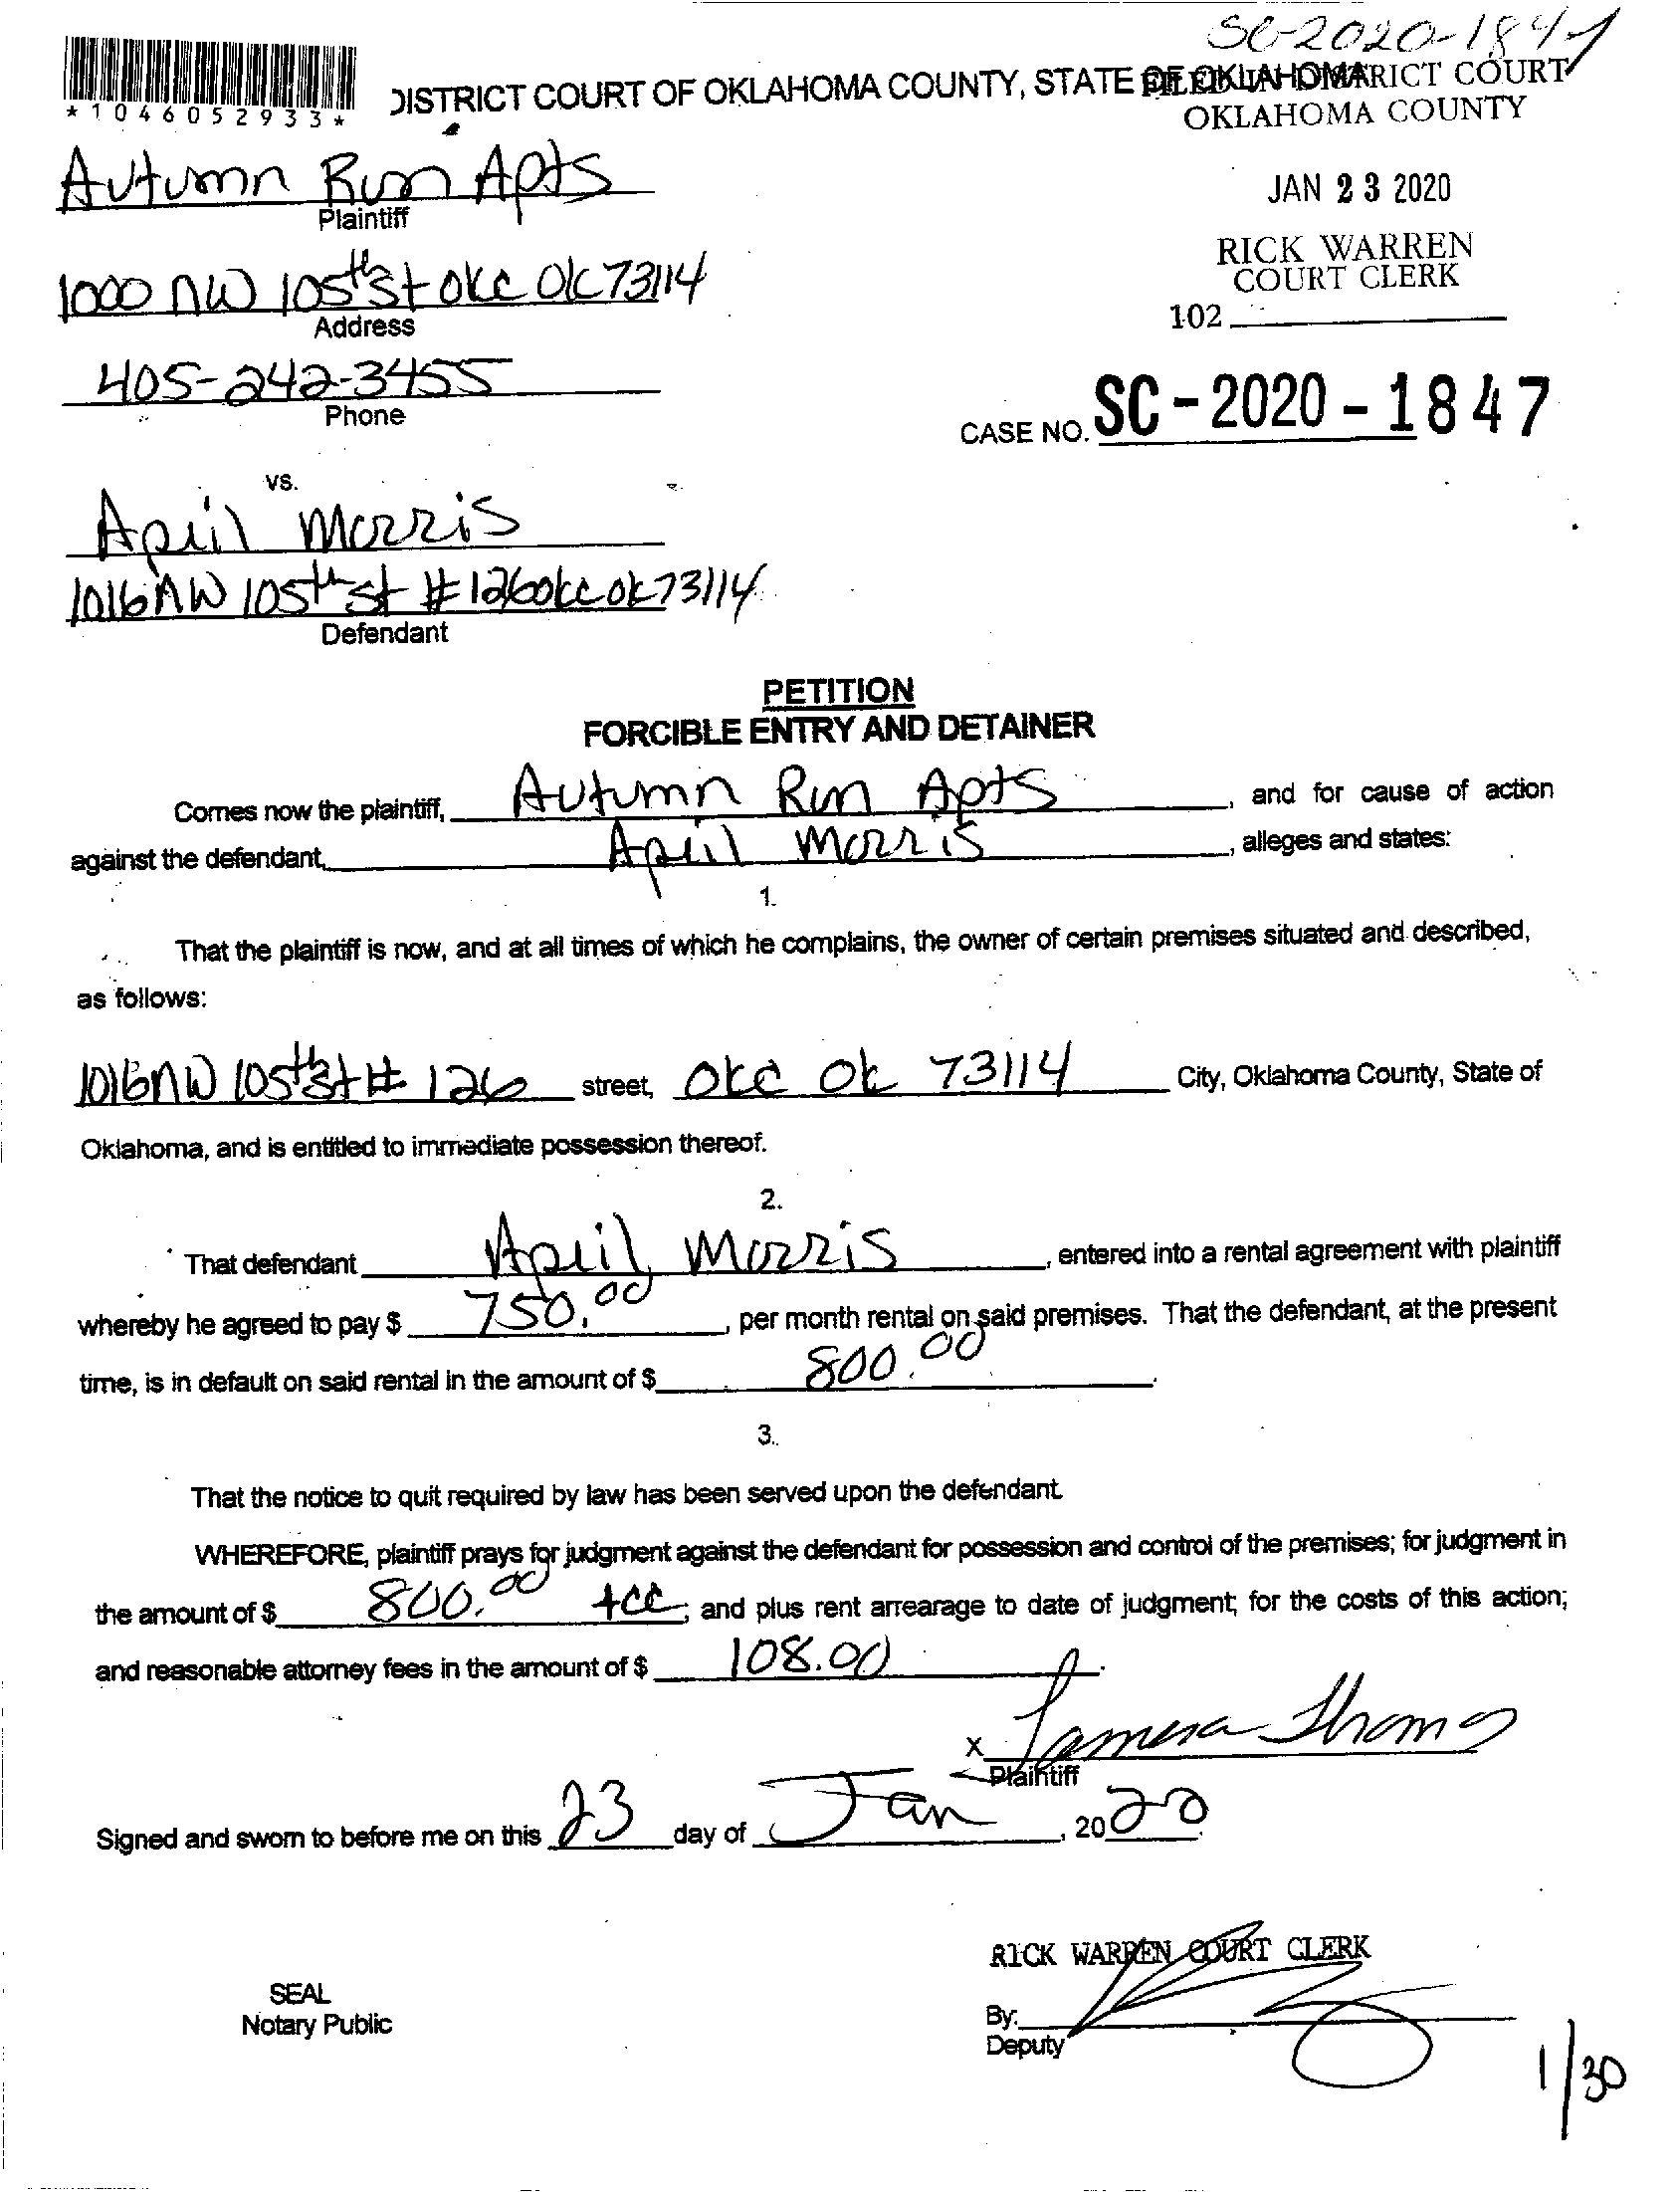 SC-2020-1847
*1046052933*
DISTRICT COURT OF OKLAHOMA COUNTY, STATE OF OKLAHOMA
FILED IN DISTRICT COURT
OKLAHOMA COUNTY
JAN 23 2020
RICK WARREN
COURT CLERK
102
Autumn Run Apts
Plaintiff
1000 NW 105th St OKC OK 73114
Address
405-242-3455
Phone
CASE NO. SC-2020-1847
vs.
April Morris
1016 NW 105th St #126 OKC OK 73114
Defendant
PETITION
FORCIBLE ENTRY AND DETAINER
Comes now the plaintiff, Autumn Run Apts, and for cause of action
against the defendant, April Morris, alleges and states:
1.
That the plaintiff is now, and at all times of which he complains, the owner of certain premises situated and described,
as follows:
1016 NW 105th St # 126 street, OKC OK 73114 City, Oklahoma County, State of
Oklahoma, and is entitled to immediate possession thereof.
2.
That defendant April Morris, entered into a rental agreement with plaintiff
whereby he agreed to pay $ 750.00, per month rental on said premises. That the defendant, at the present
time, is in default on said rental in the amount of $ 800.00.
3.
That the notice to quit required by law has been served upon the defendant.
WHEREFORE, plaintiff prays for judgment against the defendant for possession and control of the premises; for judgment in
the amount of $ 800.00 +CC; and plus rent arrearage to date of judgment; for the costs of this action;
and reasonable attorney fees in the amount of $ 108.00.
x Tamera Thomas
Plaintiff
Signed and sworn to before me on this 23 day of Jan, 2020
RICK WARREN COURT CLERK
SEAL
Notary Public
By:
Deputy
1/30